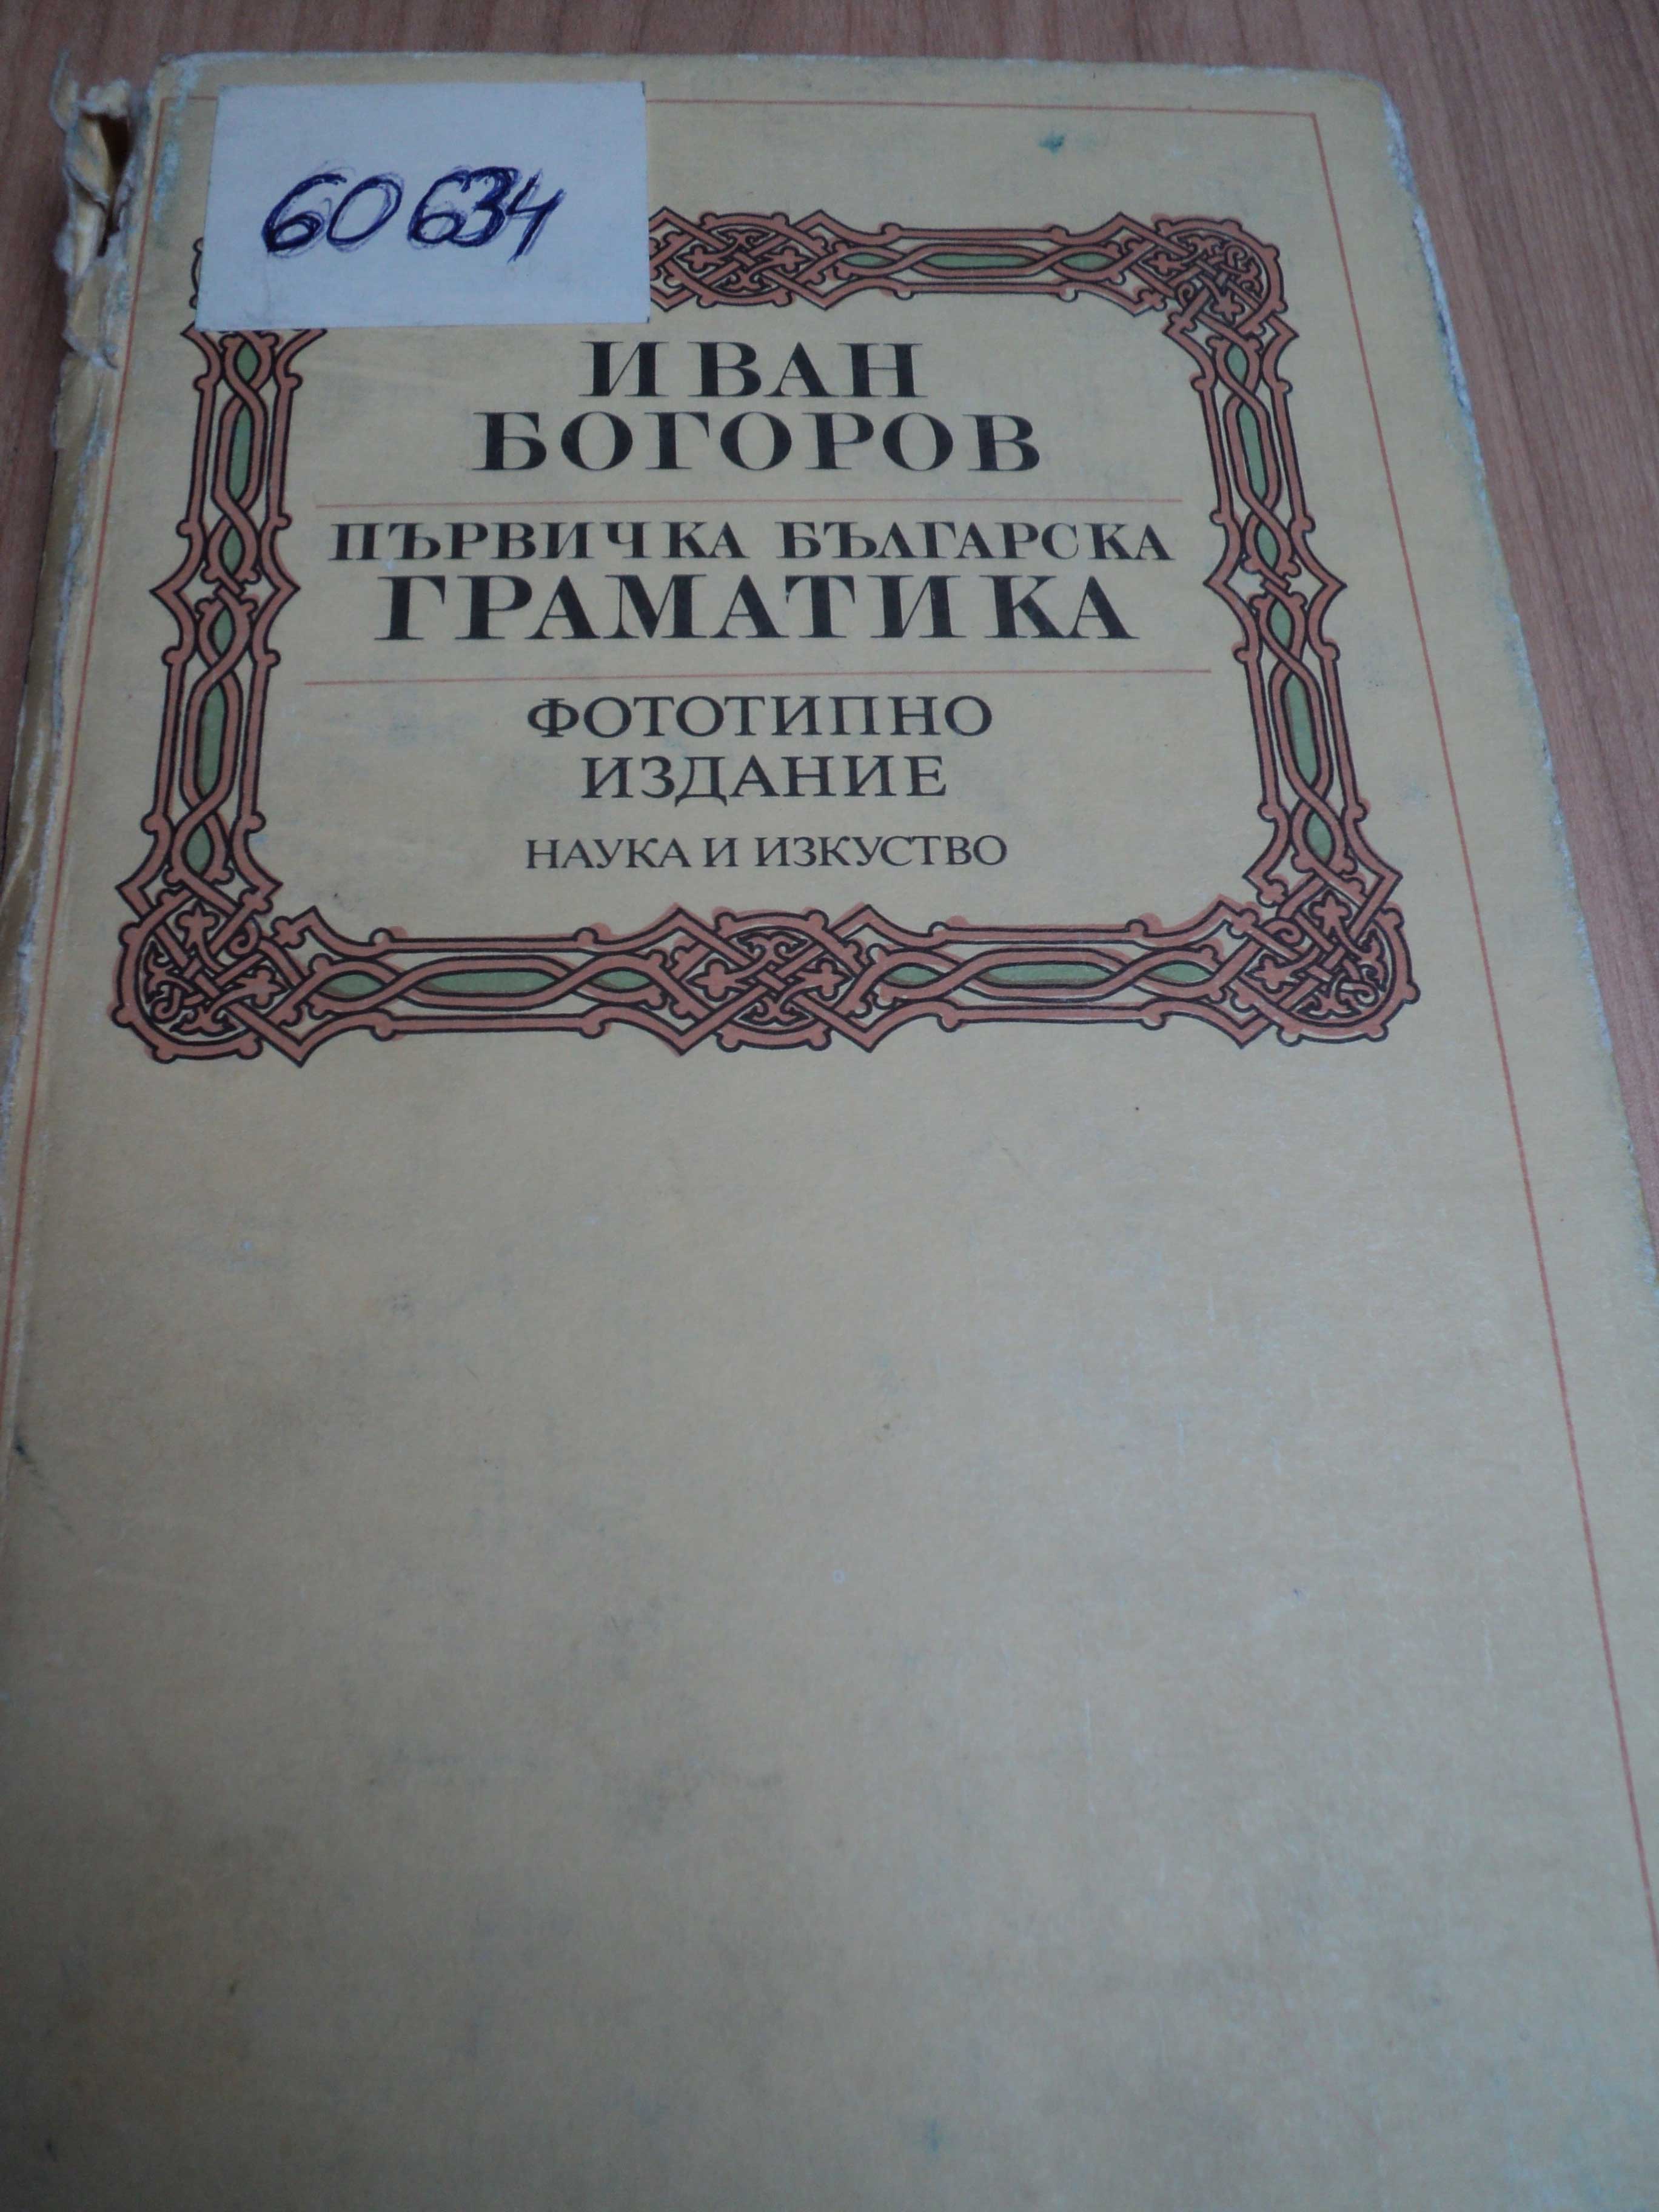 60634
ИВАН
БОГОРОВ
ПЪРВИЧКА БЪЛГАРСКА
ГРАМАТИКА
ФОТОТИПНО
ИЗДАНИЕ
НАУКА И ИЗКУСТВО